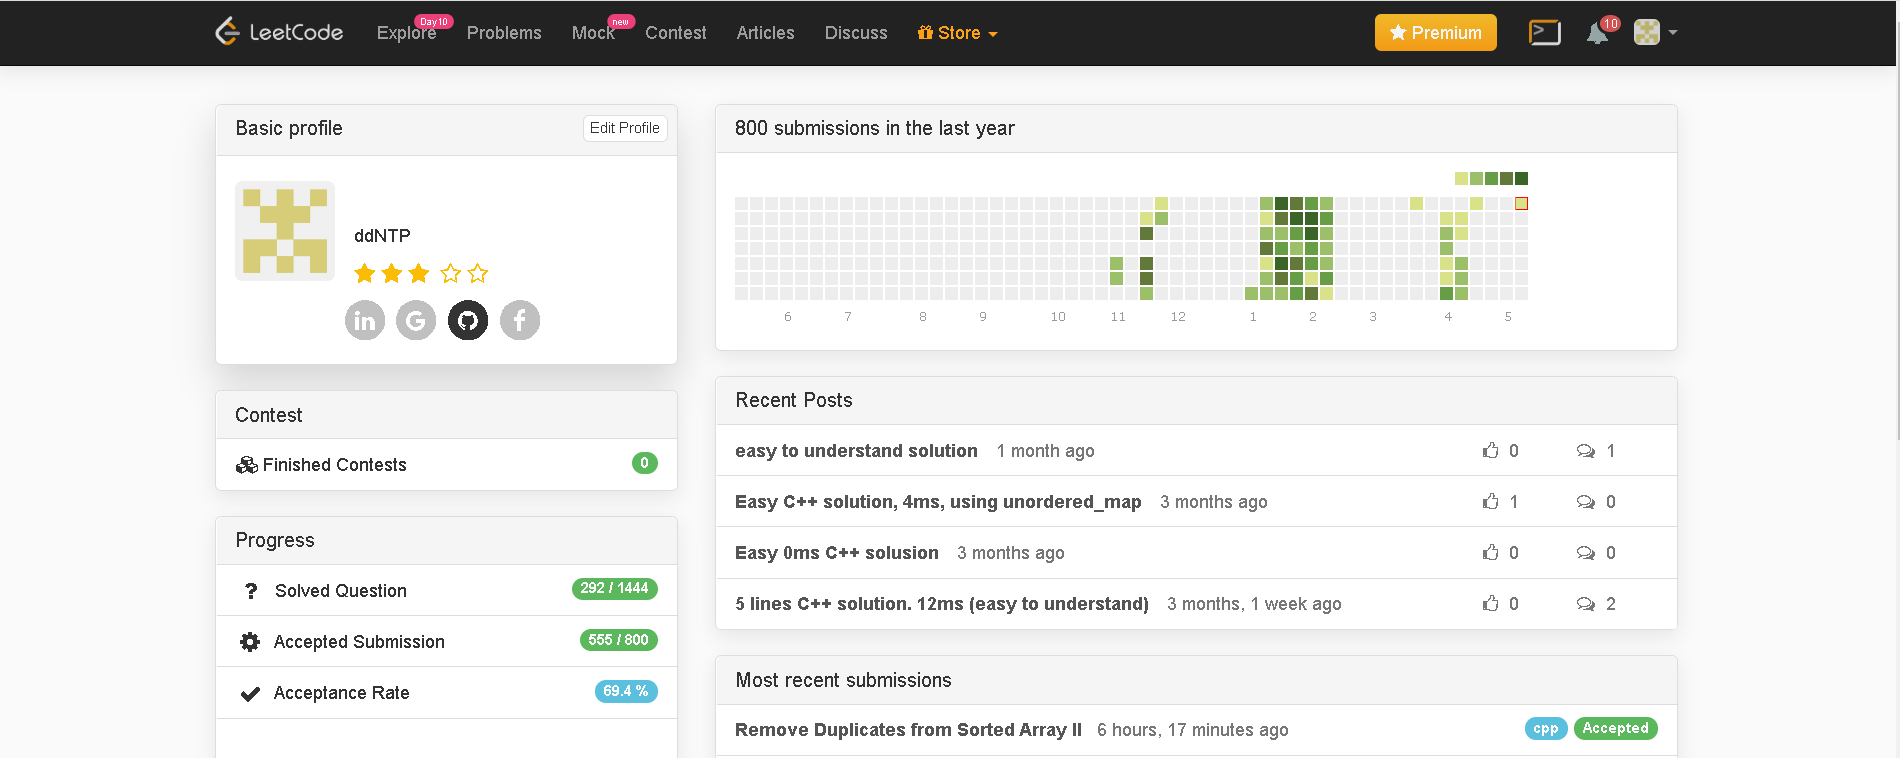 LeetCode Explore Day10 Problems Mock new Contest Articles Discuss Store Premium 10
Basic profile Edit Profile
ddNTP
Contest
Finished Contests 0
Progress
Solved Question 292 / 1444
Accepted Submission 555 / 800
Acceptance Rate 69.4 %
800 submissions in the last year
6 7 8 9 10 11 12 1 2 3 4 5
Recent Posts
easy to understand solution 1 month ago 0 1
Easy C++ solution, 4ms, using unordered_map 3 months ago 1 0
Easy 0ms C++ solusion 3 months ago 0 0
5 lines C++ solution. 12ms (easy to understand) 3 months, 1 week ago 0 2
Most recent submissions
Remove Duplicates from Sorted Array II 6 hours, 17 minutes ago cpp Accepted